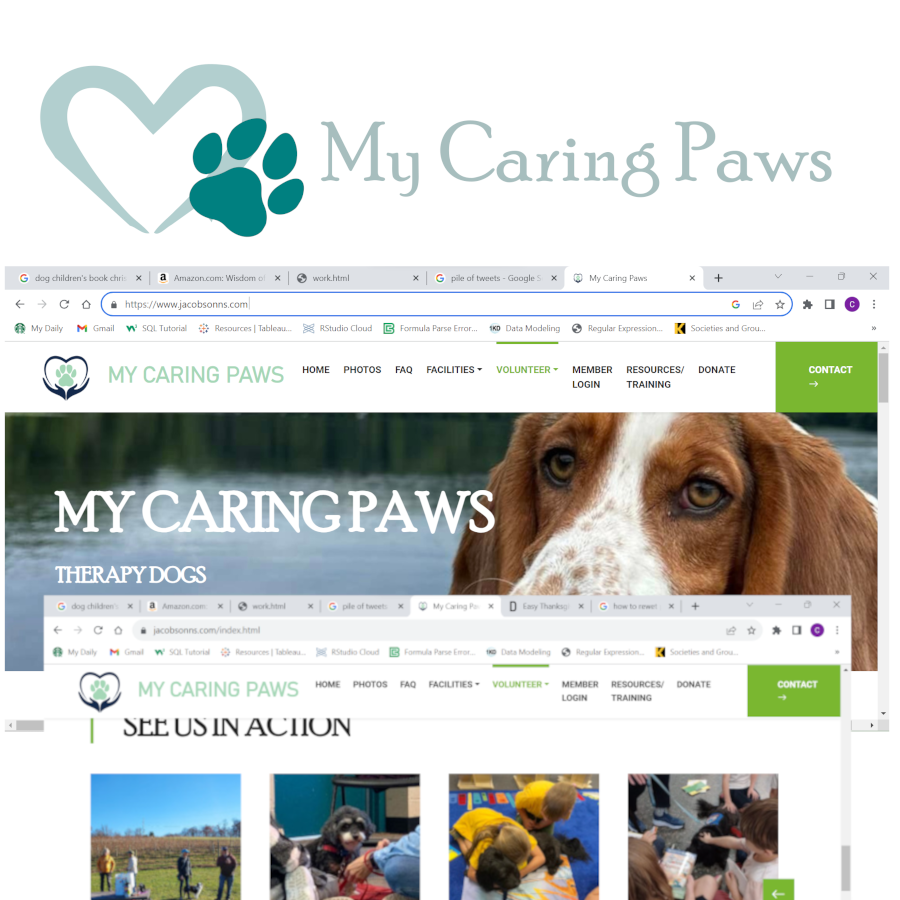 My Caring Paws
dog children's book chris
Amazon.com: Wisdom of
work.html
pile of tweets - Google S
My Caring Paws
https://www.jacobsonns.com
My Daily
Gmail
SQL Tutorial
Resources | Tableau...
RStudio Cloud
Formula Parse Error...
Data Modeling
Regular Expression...
Societies and Grou...
»
MY CARING PAWS
HOME
PHOTOS
FAQ
FACILITIES
VOLUNTEER
MEMBER
LOGIN
RESOURCES/
TRAINING
DONATE
CONTACT
MY CARING PAWS
THERAPY DOGS
dog children's
Amazon.com:
work.html
pile of tweets
My Caring Pa
Easy Thanksgi
how to rewet
jacobsonns.com/index.html
My Daily
Gmail
SQL Tutorial
Resources | Tableau...
RStudio Cloud
Formula Parse Error...
Data Modeling
Regular Expression...
Societies and Grou...
»
MY CARING PAWS
HOME
PHOTOS
FAQ
FACILITIES
VOLUNTEER
MEMBER
LOGIN
RESOURCES/
TRAINING
DONATE
CONTACT
SEE US IN ACTION